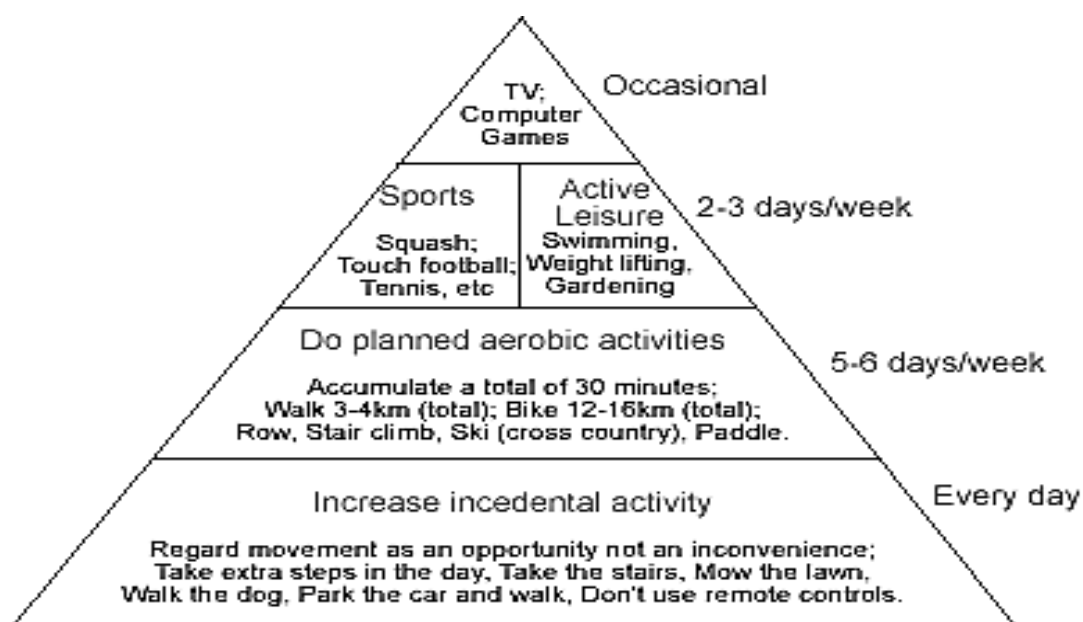 TV;
Computer
Games
Occasional
Sports
Squash;
Touch football;
Tennis, etc
Active
Leisure
Swimming,
Weight lifting,
Gardening
2-3 days/week
Do planned aerobic activities
Accumulate a total of 30 minutes;
Walk 3-4km (total); Bike 12-16km (total);
Row, Stair climb, Ski (cross country), Paddle.
5-6 days/week
Increase incedental activity
Regard movement as an opportunity not an inconvenience;
Take extra steps in the day, Take the stairs, Mow the lawn,
Walk the dog, Park the car and walk, Don't use remote controls.
Every day